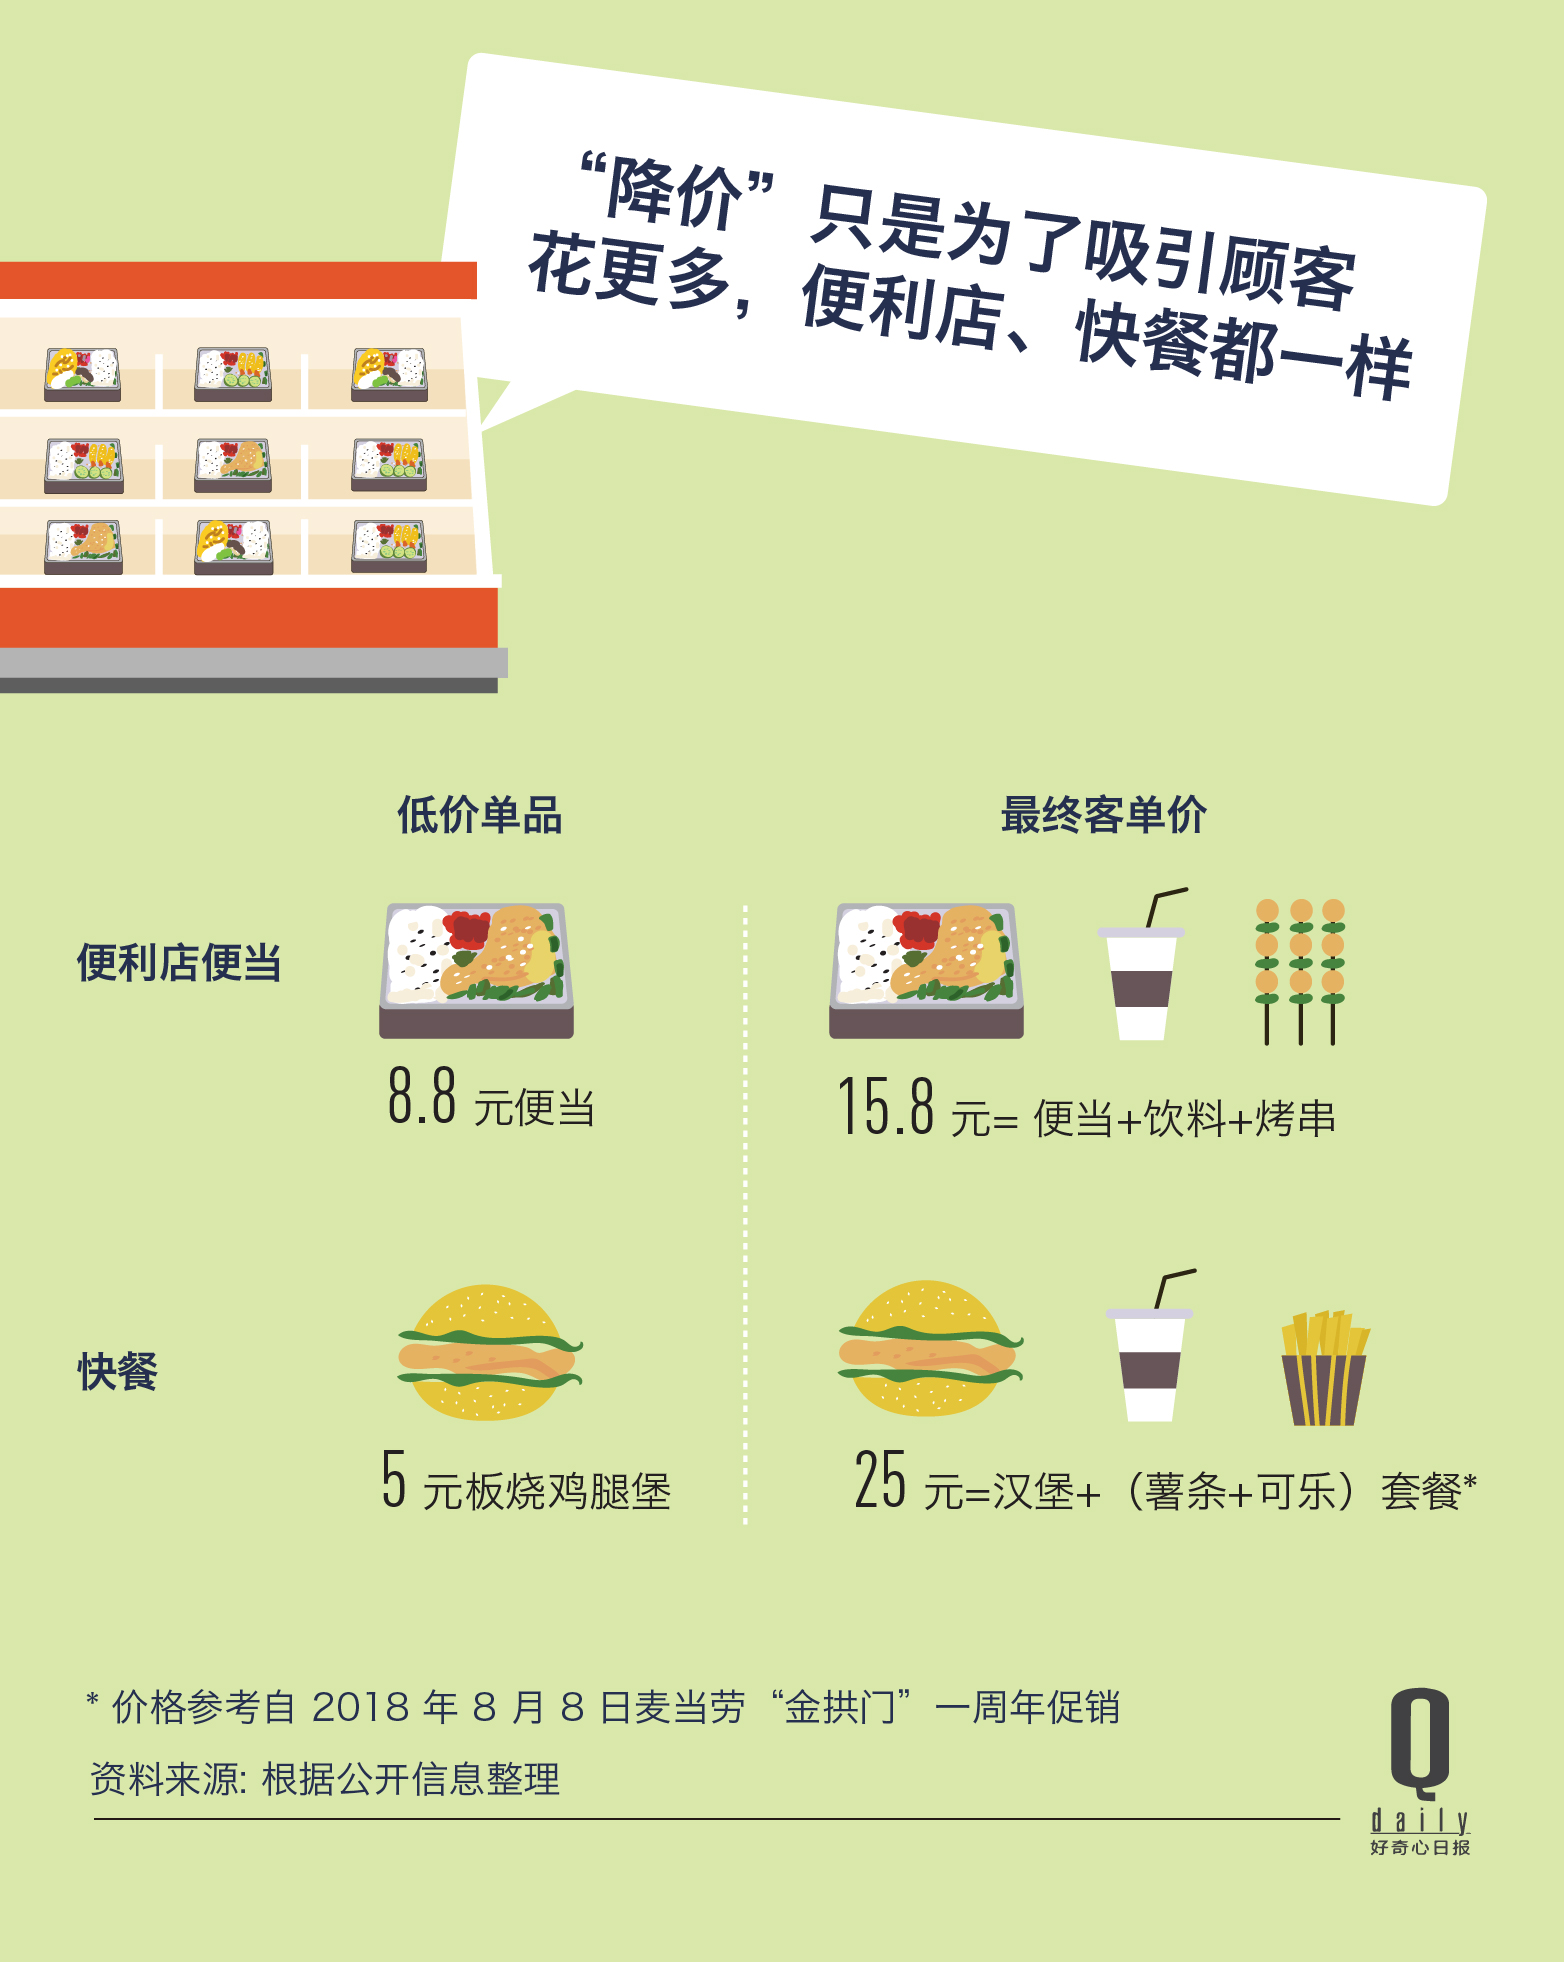 “降价”只是为了吸引顾客
花更多，便利店、快餐都一样
低价单品
最终客单价
便利店便当
8.8 元便当
15.8 元= 便当+饮料+烤串
快餐
5 元板烧鸡腿堡
25 元=汉堡+（薯条+可乐）套餐*
* 价格参考自 2018 年 8 月 8 日麦当劳“金拱门”一周年促销
资料来源: 根据公开信息整理
Q
daily
好奇心日报